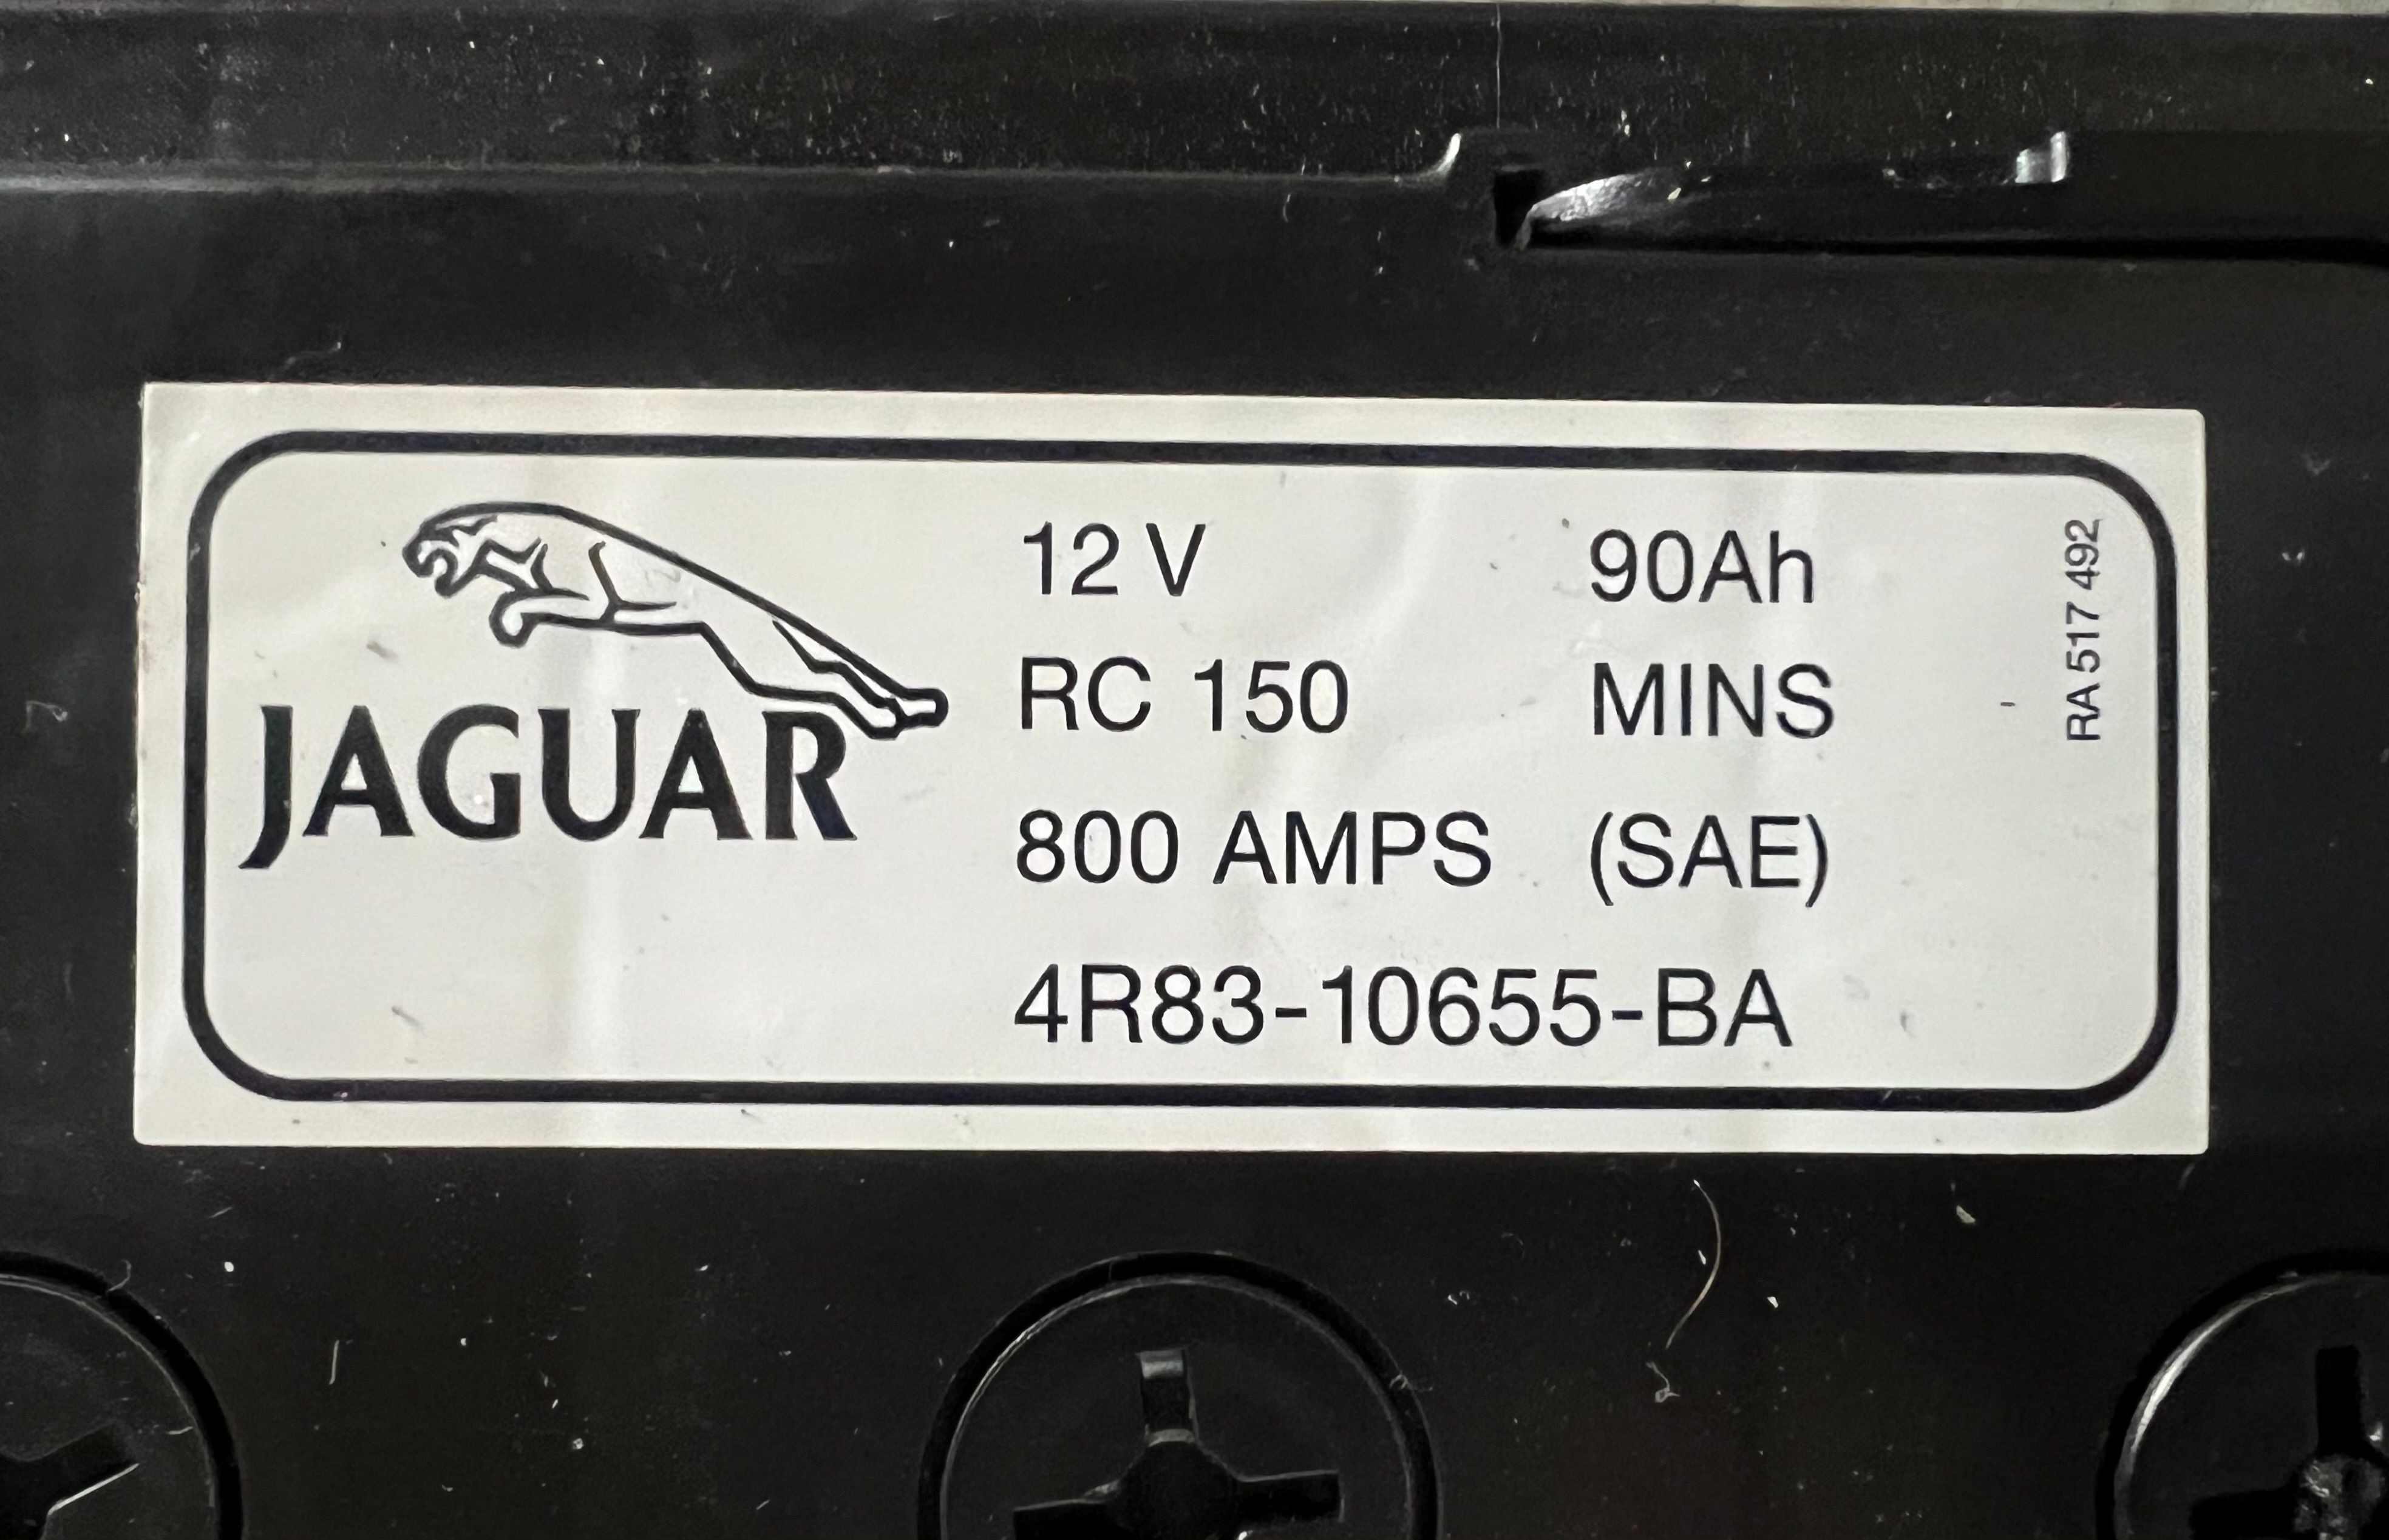 JAGUAR
12 V 90Ah
RC 150 MINS
800 AMPS (SAE)
4R83-10655-BA
RA 517 492